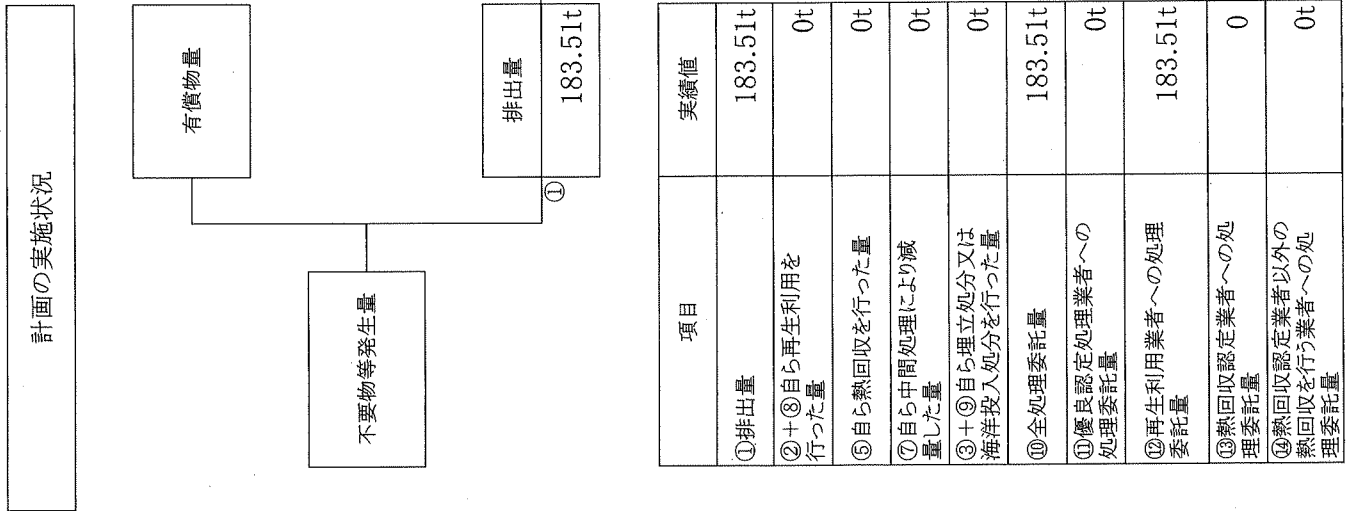 計画の実施状況
有償物量
不要物等発生量
排出量
①
183.51t
項目
実績値
①排出量
183.51t
②+⑧自ら再生利用を
行った量
0t
⑤自ら熱回収を行った量
0t
⑦自ら中間処理により減
量した量
0t
③+⑨自ら埋立処分又は
海洋投入処分を行った量
0t
⑩全処理委託量
183.51t
⑪優良認定処理業者への
処理委託量
0t
⑫再生利用業者への処理
委託量
183.51t
⑬熱回収認定業者への処
理委託量
0
⑭熱回収認定業者以外の
熱回収を行う業者への処
理委託量
0t